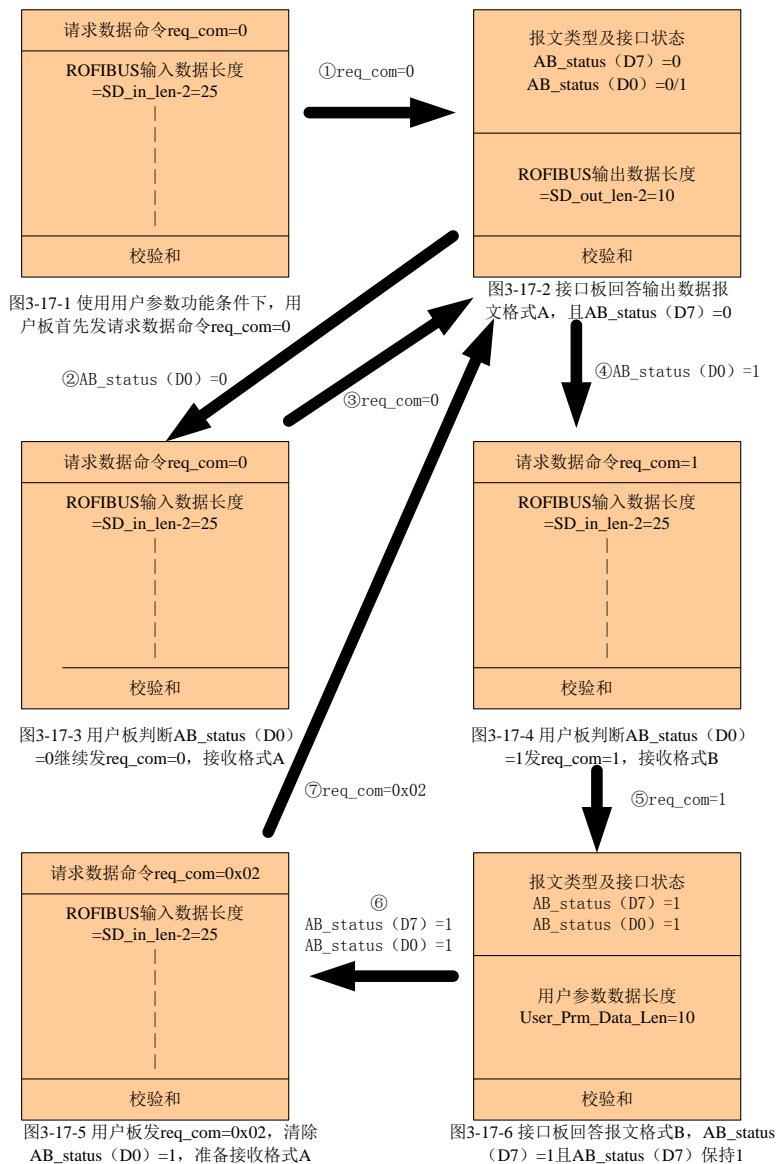 请求数据命令req_com=0
ROFIBUS输入数据长度
=SD_in_len-2=25
校验和
图3-17-1 使用用户参数功能条件下，用
户板首先发请求数据命令req_com=0
①req_com=0
报文类型及接口状态
AB_status（D7）=0
AB_status（D0）=0/1
ROFIBUS输出数据长度
=SD_out_len-2=10
校验和
图3-17-2 接口板回答输出数据报
文格式A，且AB_status（D7）=0
②AB_status（D0）=0
③req_com=0
④AB_status（D0）=1
请求数据命令req_com=0
ROFIBUS输入数据长度
=SD_in_len-2=25
校验和
图3-17-3 用户板判断AB_status（D0）
=0继续发req_com=0，接收格式A
请求数据命令req_com=1
ROFIBUS输入数据长度
=SD_in_len-2=25
校验和
图3-17-4 用户板判断AB_status（D0）
=1发req_com=1，接收格式B
⑦req_com=0x02
⑤req_com=1
请求数据命令req_com=0x02
ROFIBUS输入数据长度
=SD_in_len-2=25
校验和
图3-17-5 用户板发req_com=0x02，清除
AB_status（D0）=1，准备接收格式A
⑥
AB_status（D7）=1
AB_status（D0）=1
报文类型及接口状态
AB_status（D7）=1
AB_status（D0）=1
用户参数数据长度
User_Prm_Data_Len=10
校验和
图3-17-6 接口板回答报文格式B，AB_status
（D7）=1且AB_status（D7）保持1